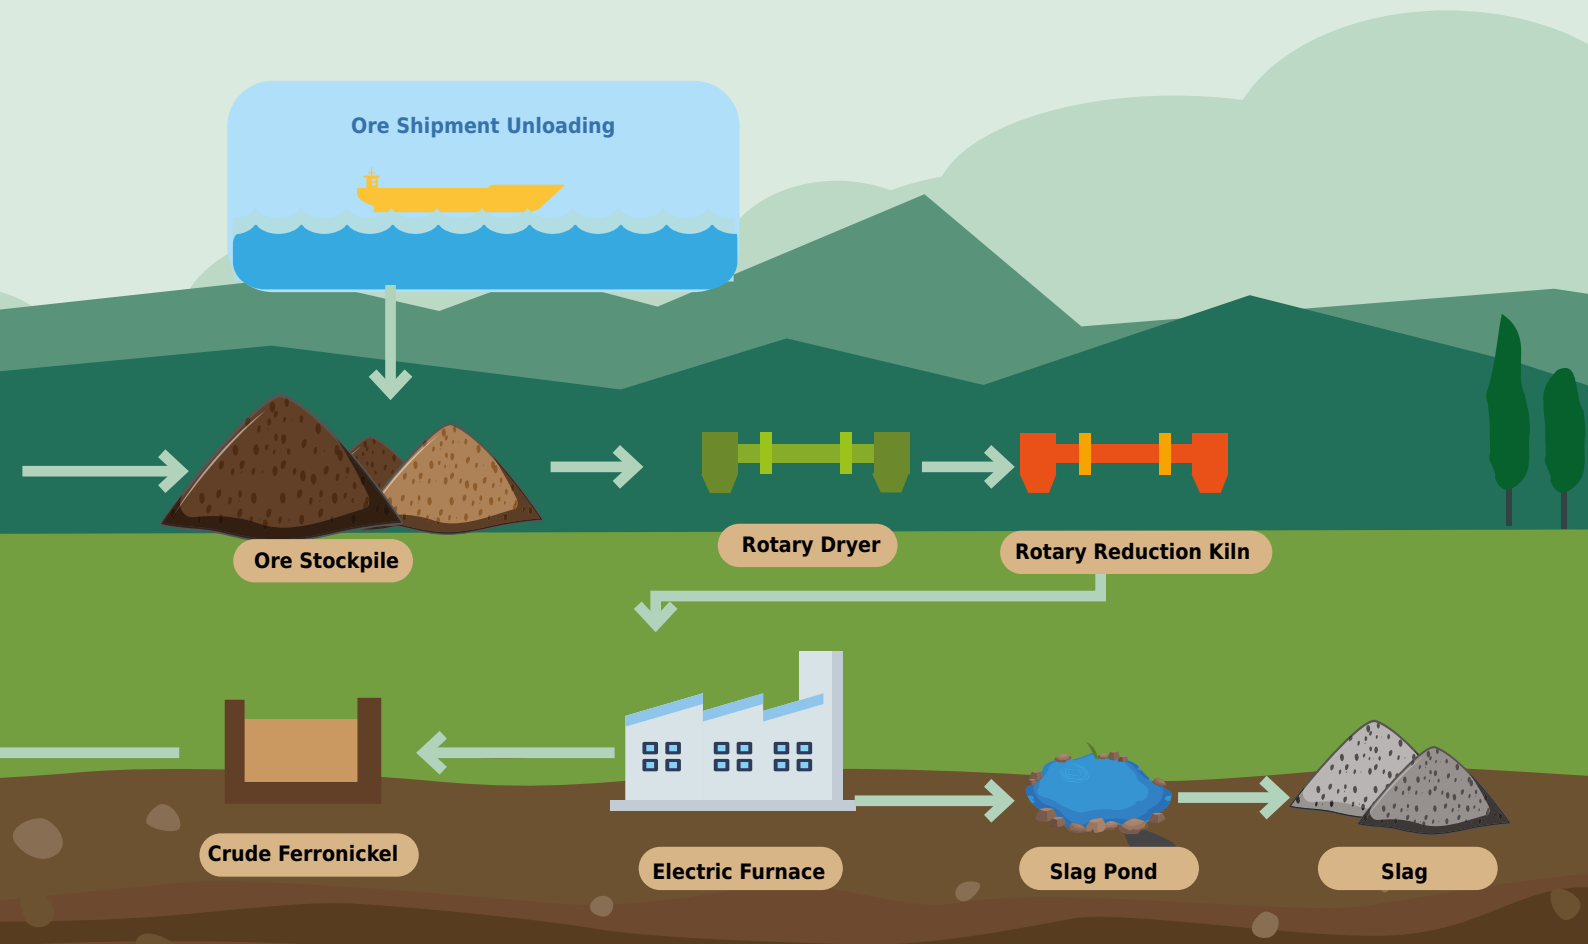 Ore Shipment Unloading
Ore Stockpile
Rotary Dryer
Rotary Reduction Kiln
Crude Ferronickel
Electric Furnace
Slag Pond
Slag